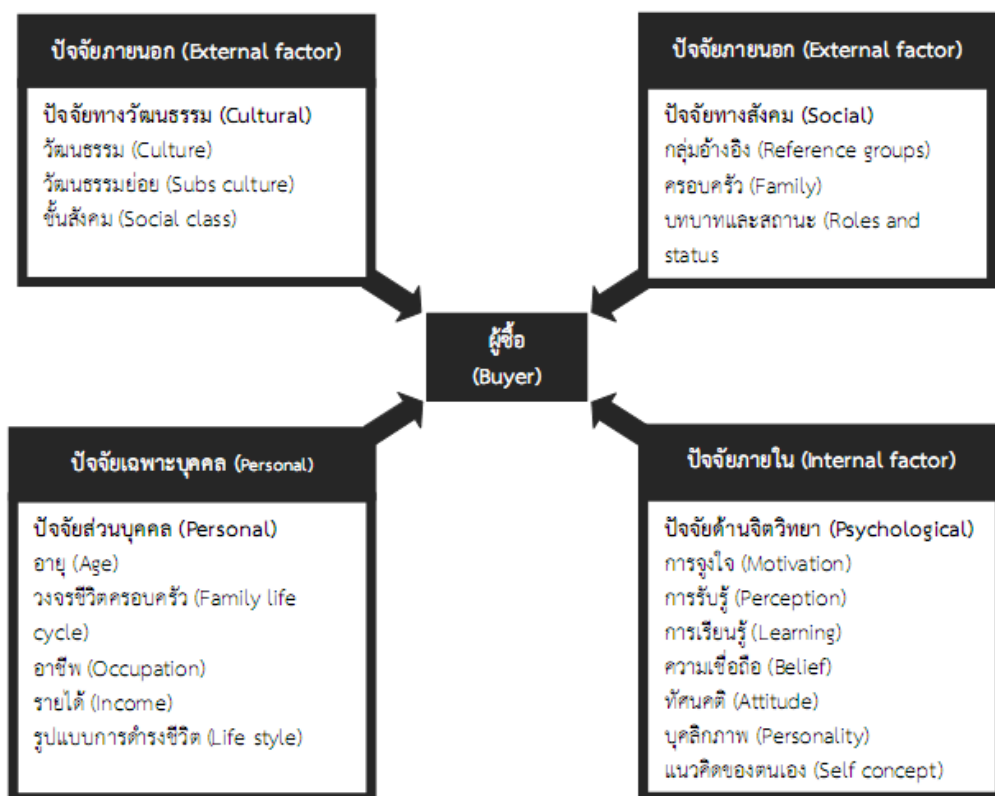 ปัจจัยภายนอก (External factor)
ปัจจัยทางวัฒนธรรม (Cultural)
วัฒนธรรม (Culture)
วัฒนธรรมย่อย (Subs culture)
ชั้นสังคม (Social class)
ปัจจัยภายนอก (External factor)
ปัจจัยทางสังคม (Social)
กลุ่มอ้างอิง (Reference groups)
ครอบครัว (Family)
บทบาทและสถานะ (Roles and
status
ผู้ซื้อ
(Buyer)
ปัจจัยเฉพาะบุคคล (Personal)
ปัจจัยส่วนบุคคล (Personal)
อายุ (Age)
วงจรชีวิตครอบครัว (Family life
cycle)
อาชีพ (Occupation)
รายได้ (Income)
รูปแบบการดำรงชีวิต (Life style)
ปัจจัยภายใน (Internal factor)
ปัจจัยด้านจิตวิทยา (Psychological)
การจูงใจ (Motivation)
การรับรู้ (Perception)
การเรียนรู้ (Learning)
ความเชื่อถือ (Belief)
ทัศนคติ (Attitude)
บุคลิกภาพ (Personality)
แนวคิดของตนเอง (Self concept)